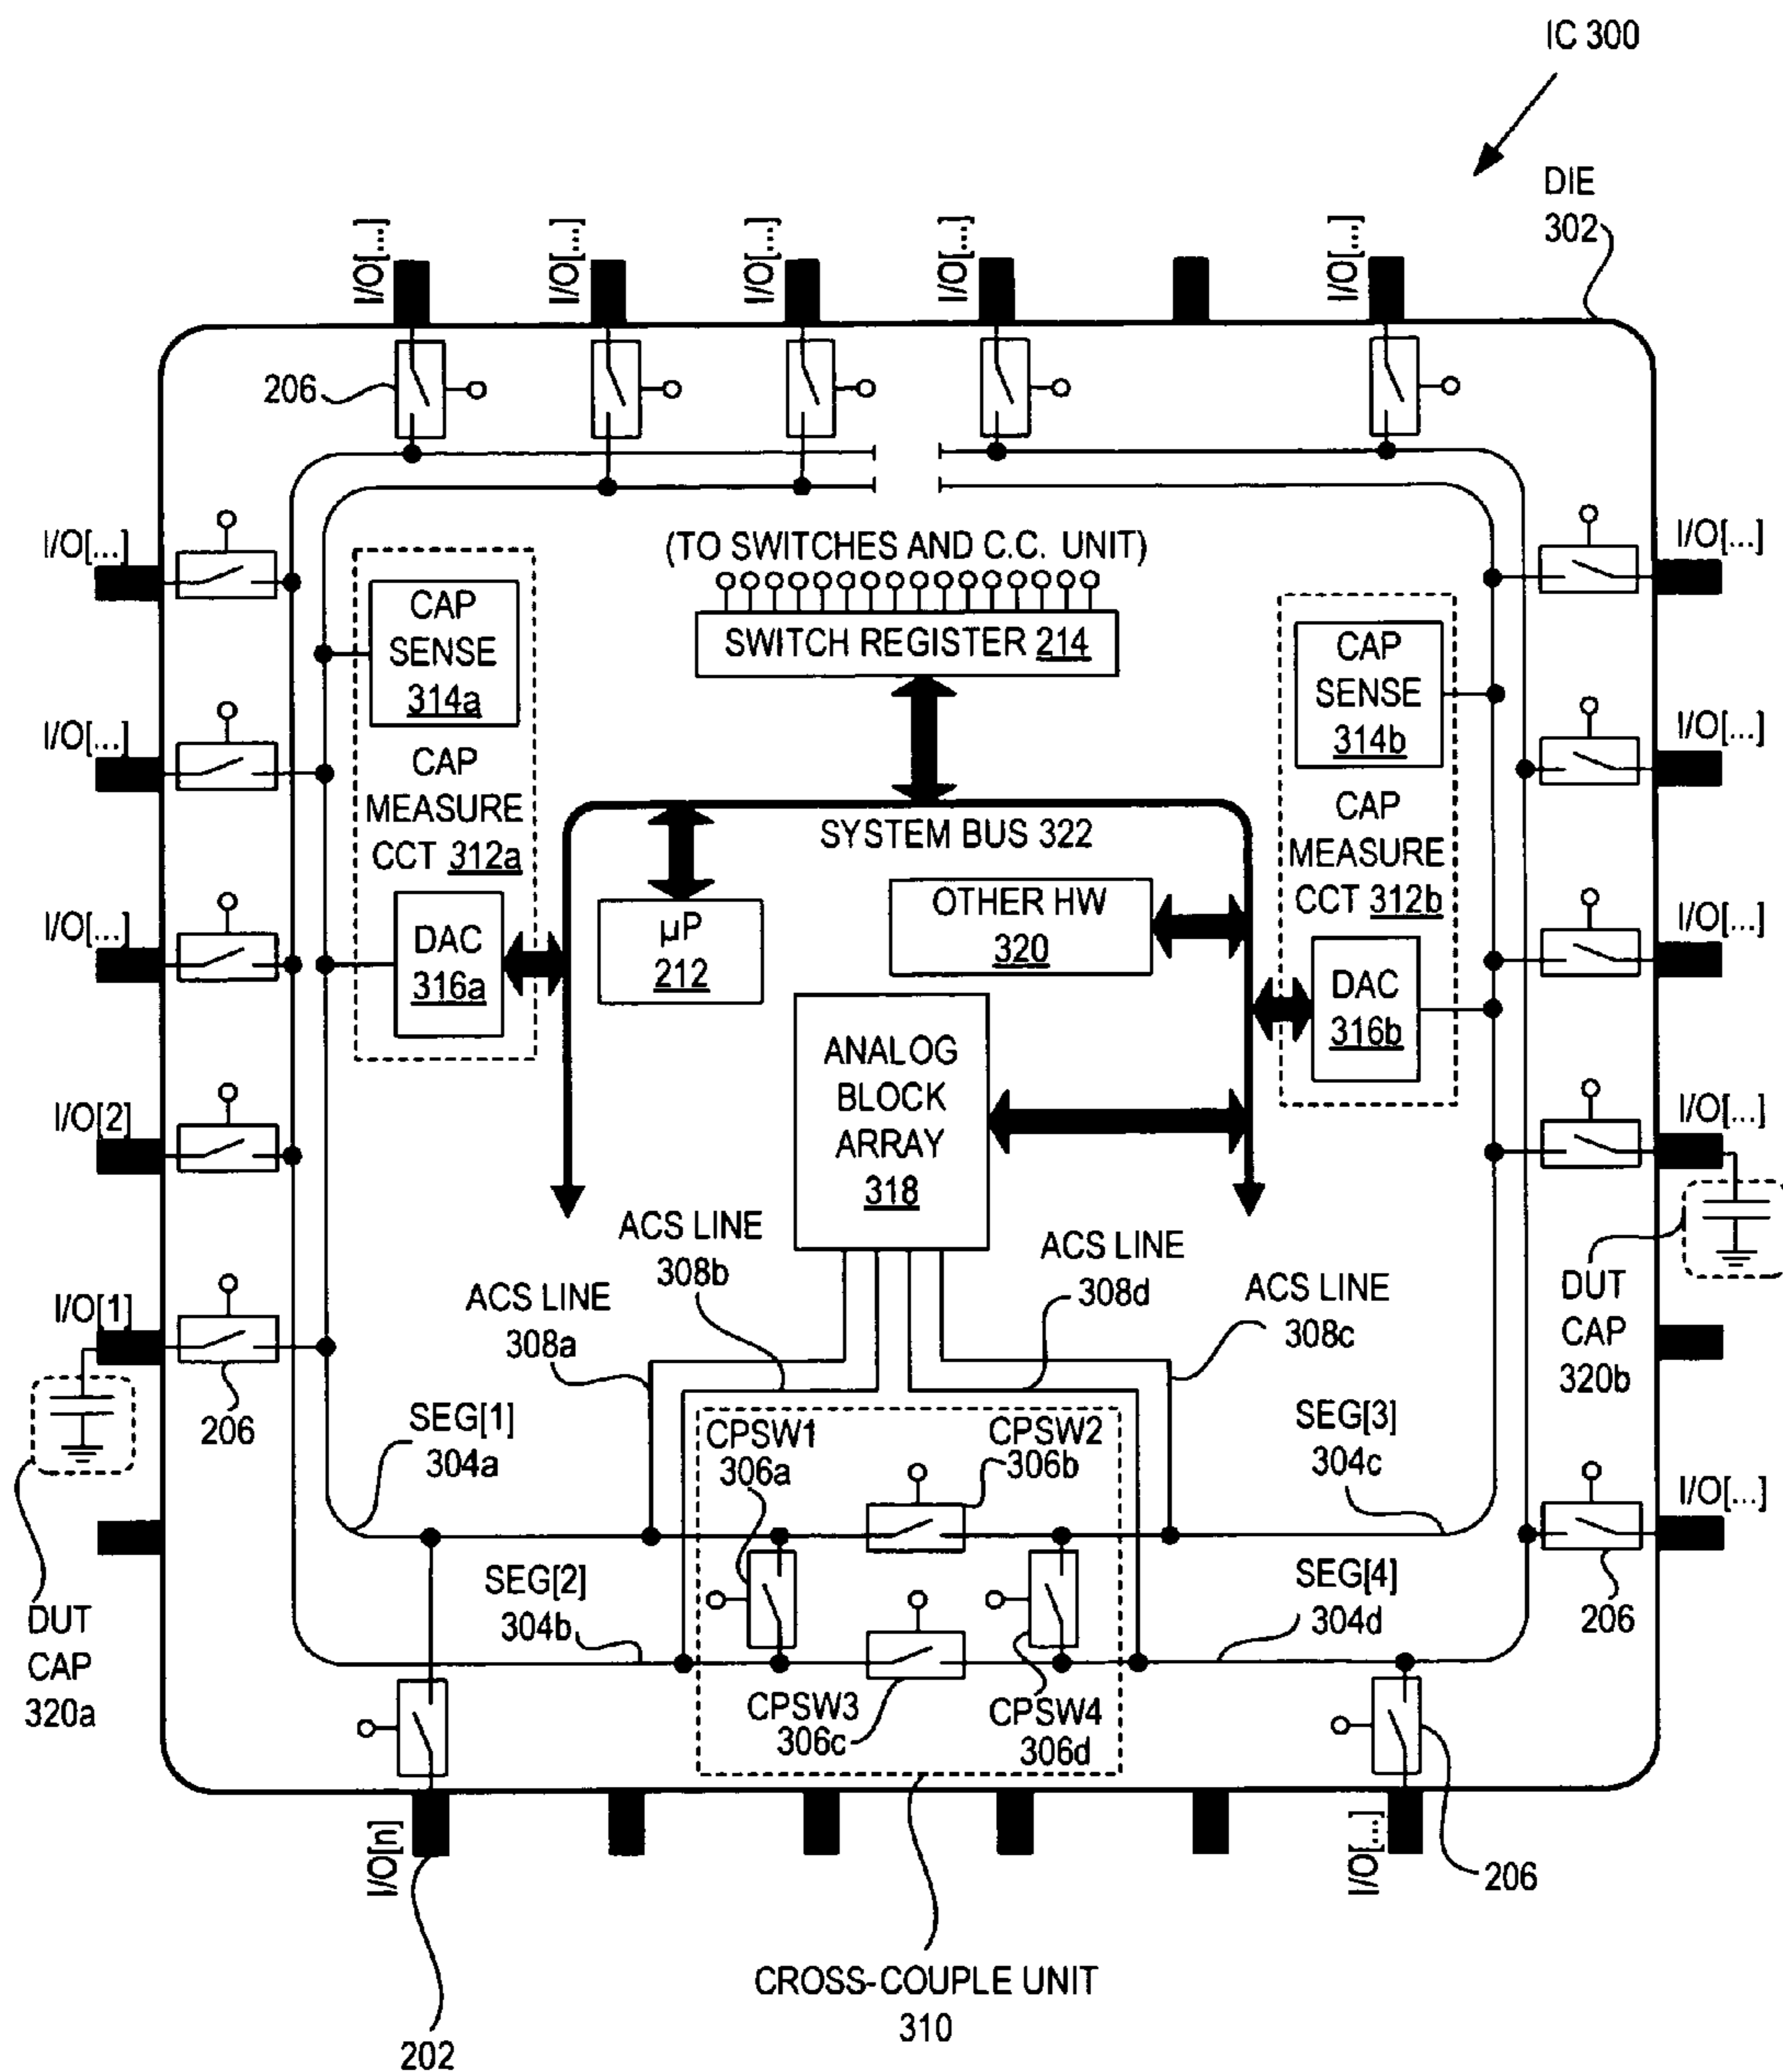 IC 300
DIE
302
I/O[...]
I/O[...]
I/O[...]
I/O[...]
I/O[...]
206
I/O[...]
I/O[...]
(TO SWITCHES AND C.C. UNIT)
SWITCH REGISTER 214
CAP
SENSE
314a
CAP
MEASURE
CCT 312a
DAC
316a
CAP
SENSE
314b
CAP
MEASURE
CCT 312b
DAC
316b
I/O[...]
I/O[...]
SYSTEM BUS 322
µP
212
OTHER HW
320
I/O[...]
I/O[...]
ANALOG
BLOCK
ARRAY
318
I/O[2]
I/O[...]
I/O[1]
206
ACS LINE
308a
ACS LINE
308b
ACS LINE
308d
ACS LINE
308c
DUT
CAP
320b
SEG[1]
304a
CPSW1
306a
CPSW2
306b
SEG[3]
304c
I/O[...]
206
DUT
CAP
320a
SEG[2]
304b
SEG[4]
304d
CPSW3
306c
CPSW4
306d
I/O[n]
I/O[...]
206
202
CROSS-COUPLE UNIT
310